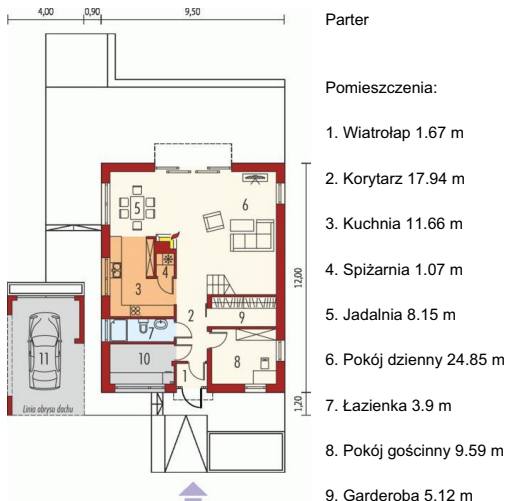 4,00 0,90 9,50
Parter
Pomieszczenia:
1. Wiatrołap 1.67 m
2. Korytarz 17.94 m
3. Kuchnia 11.66 m
4. Spiżarnia 1.07 m
5. Jadalnia 8.15 m
6. Pokój dzienny 24.85 m
7. Łazienka 3.9 m
8. Pokój gościnny 9.59 m
9. Garderoba 5.12 m
5
6
4
3
12,00
2
9
7
11
10
8
1
Linia obrysu dachu
1,20